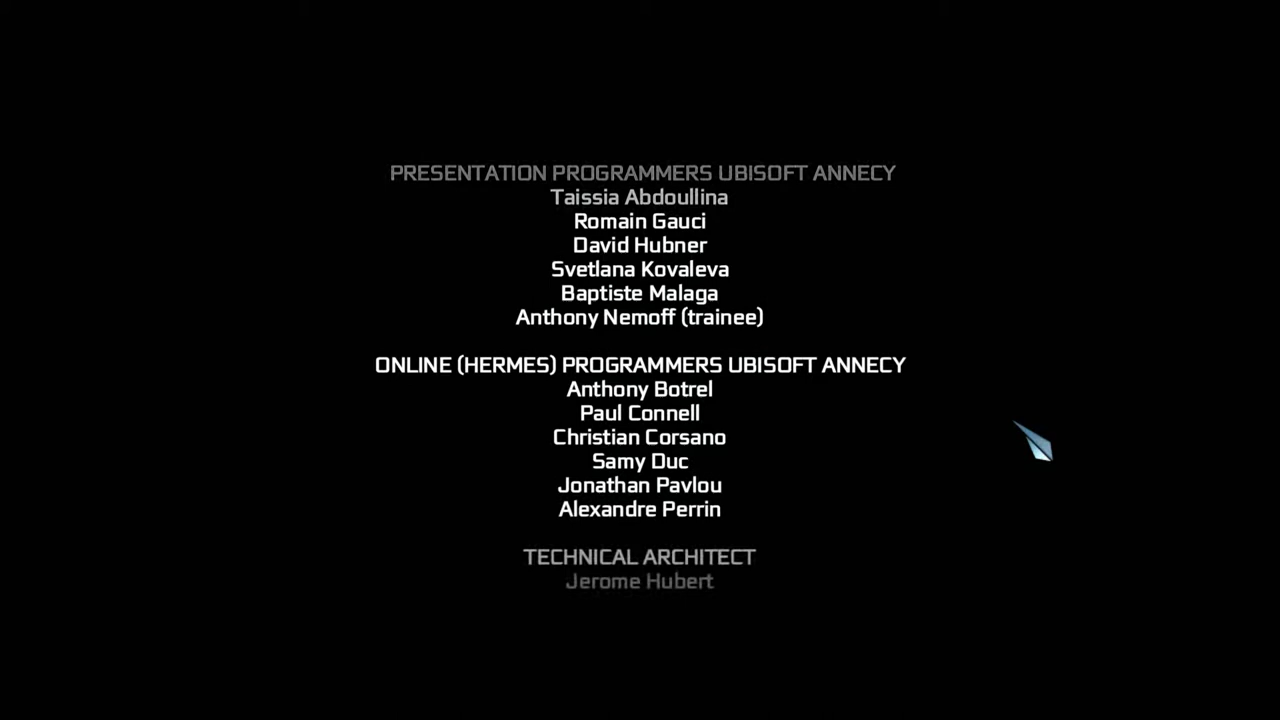 PRESENTATION PROGRAMMERS UBISOFT ANNECY
Taissia Abdoullina
Romain Gauci
David Hubner
Svetlana Kovaleva
Baptiste Malaga
Anthony Nemoff (trainee)
ONLINE (HERMES) PROGRAMMERS UBISOFT ANNECY
Anthony Botrel
Paul Connell
Christian Corsano
Samy Duc
Jonathan Pavlou
Alexandre Perrin
TECHNICAL ARCHITECT
Jerome Hubert